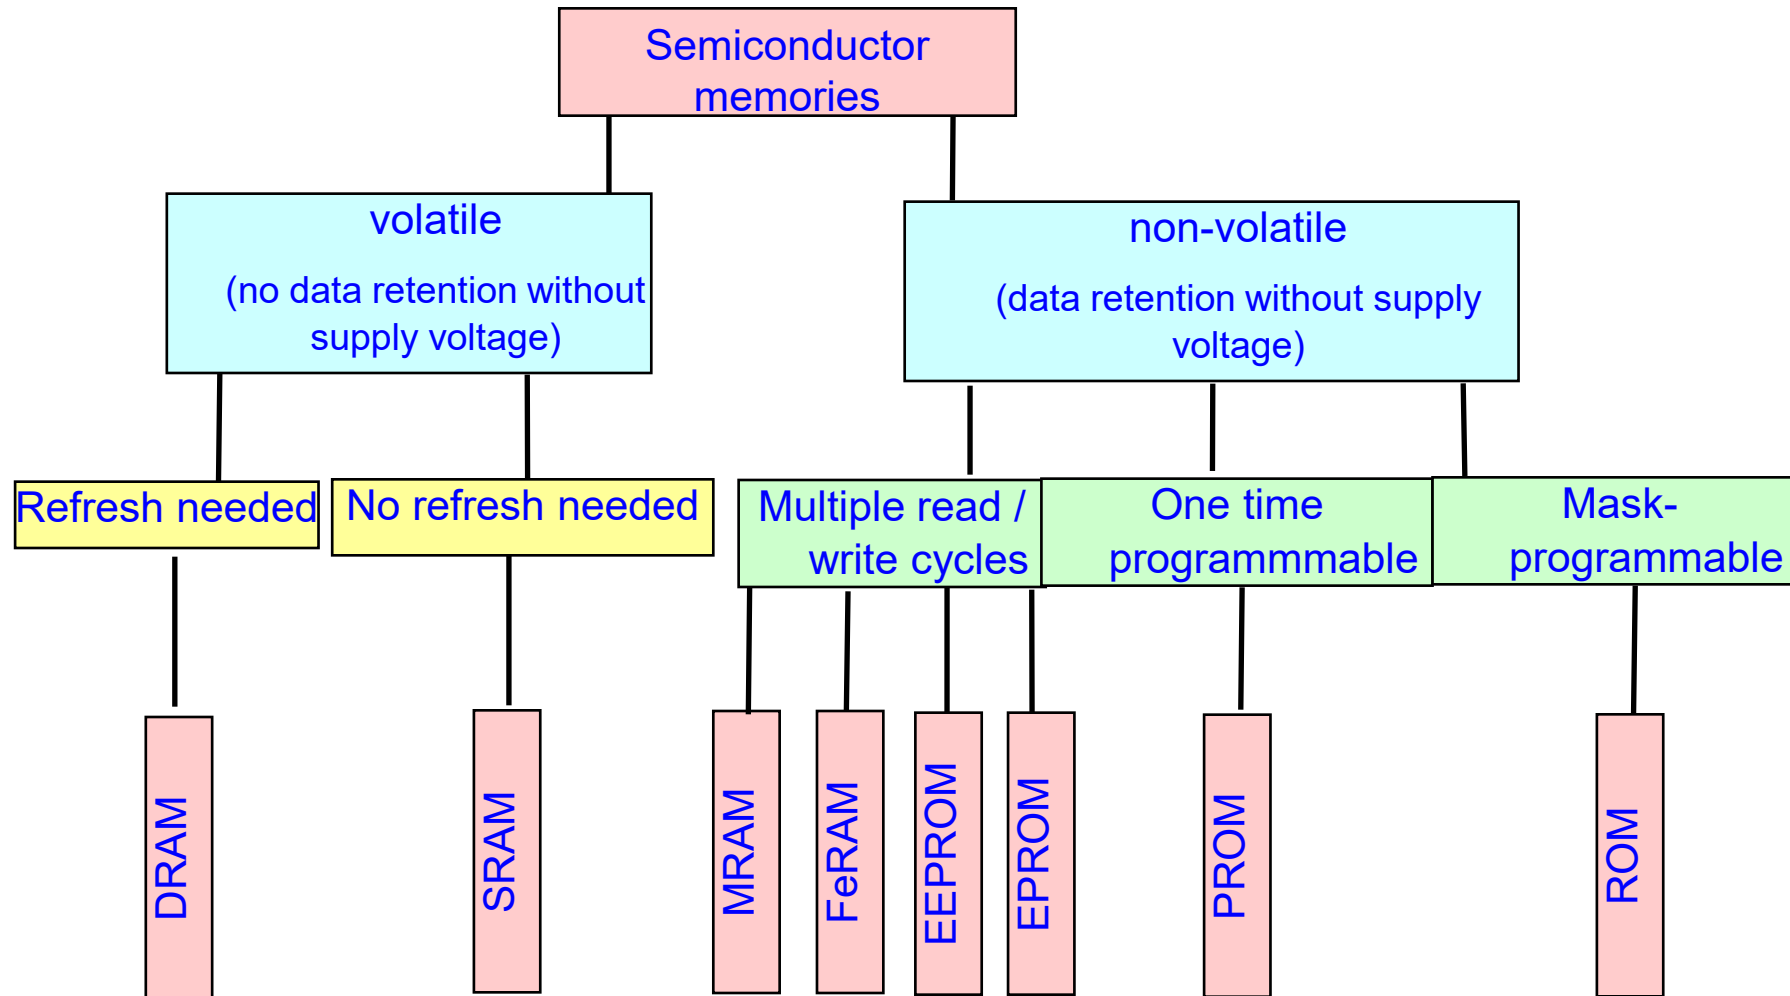 Semiconductor
memories
volatile
(no data retention without
supply voltage)
non-volatile
(data retention without supply
voltage)
Refresh needed
No refresh needed
Multiple read /
write cycles
One time
programmmable
Mask-
programmable
DRAM
SRAM
MRAM
FeRAM
EEPROM
EPROM
PROM
ROM